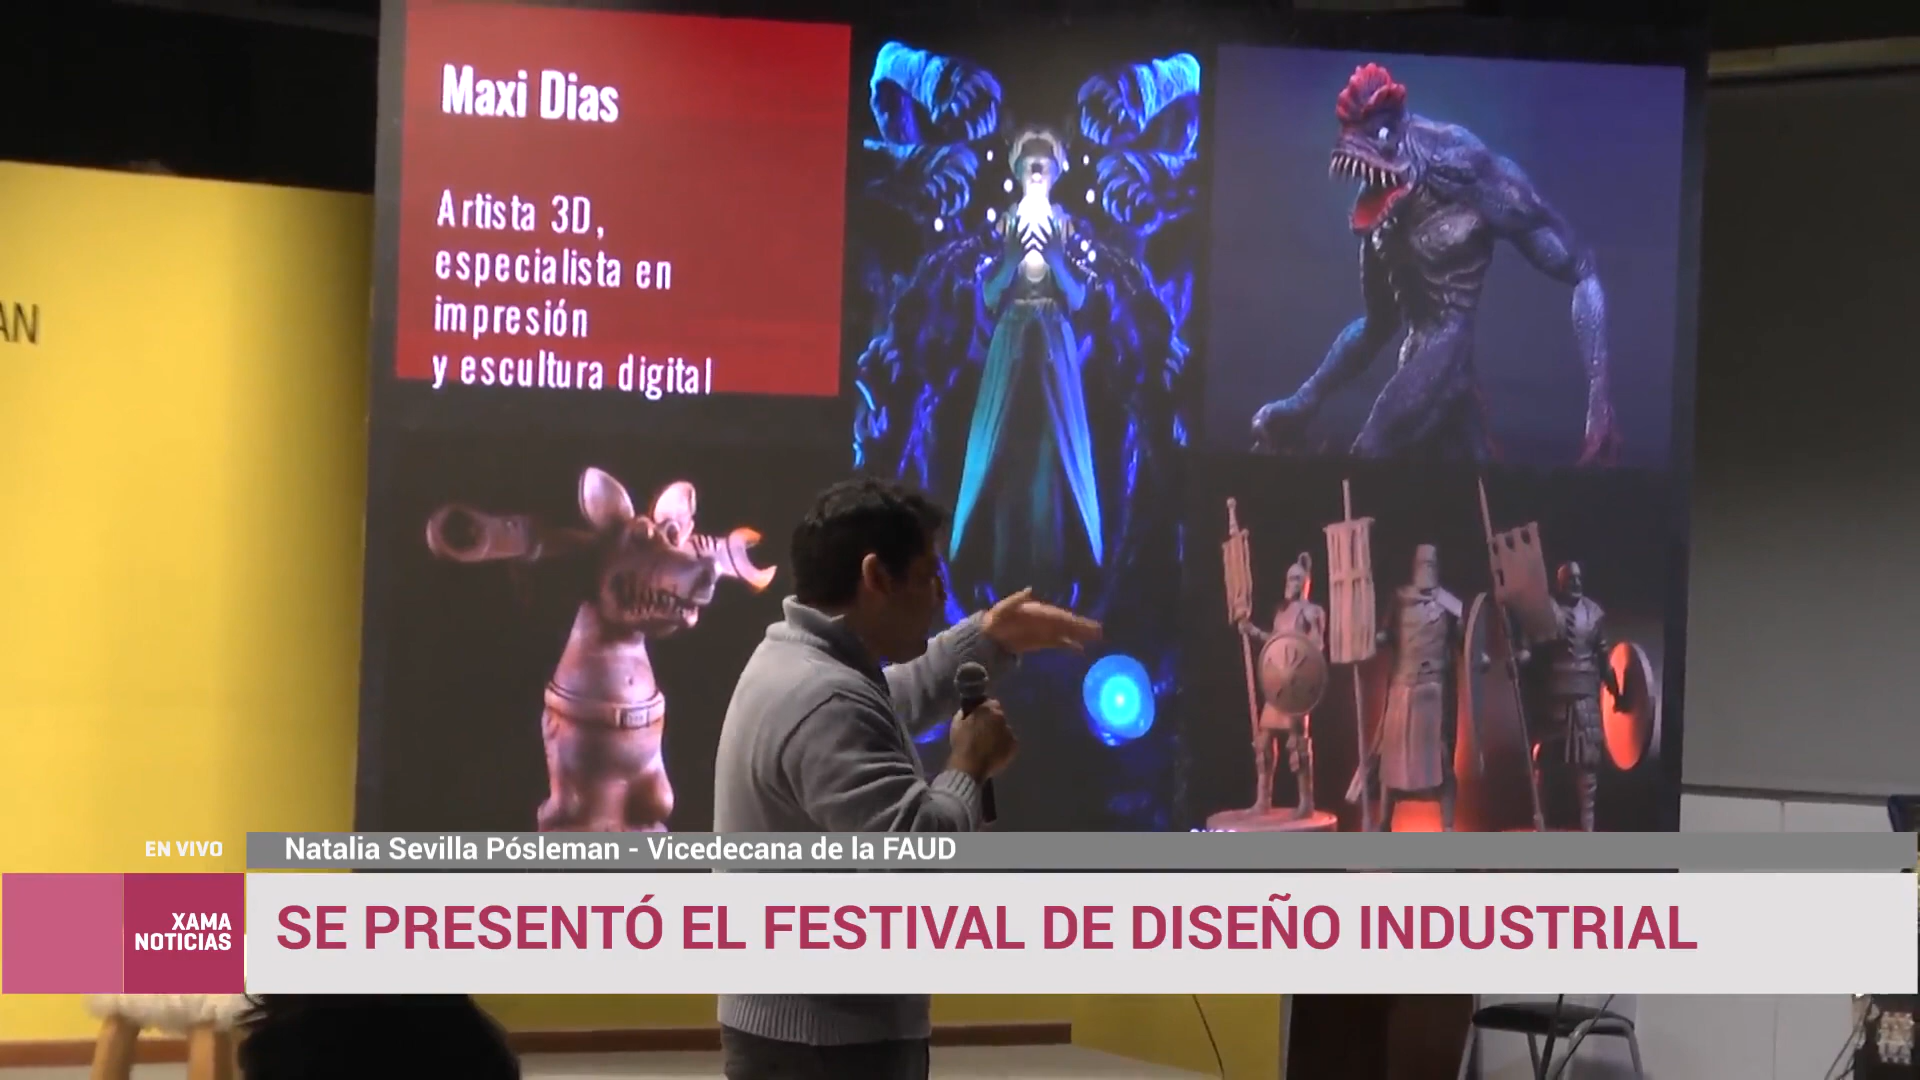 Maxi Dias
Artista 3D,
especialista en
impresión
y escultura digital
AN
EN VIVO
Natalia Sevilla Pósleman - Vicedecana de la FAUD
XAMA
NOTICIAS
SE PRESENTÓ EL FESTIVAL DE DISEÑO INDUSTRIAL